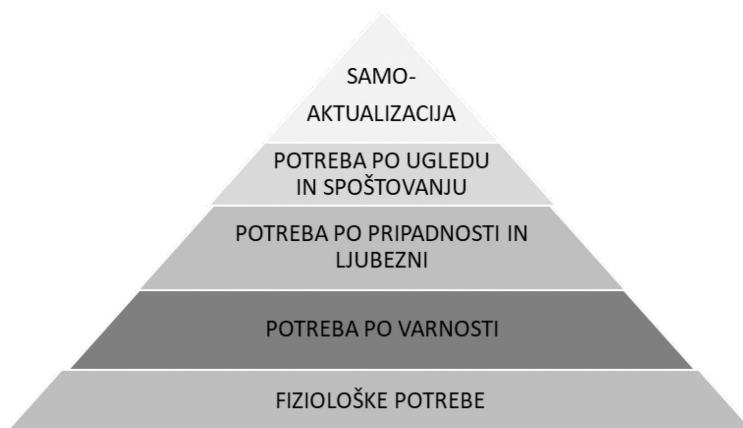 SAMO-
AKTUALIZACIJA
POTREBA PO UGLEDU
IN SPOŠTOVANJU
POTREBA PO PRIPADNOSTI IN
LJUBEZNI
POTREBA PO VARNOSTI
FIZIOLOŠKE POTREBE